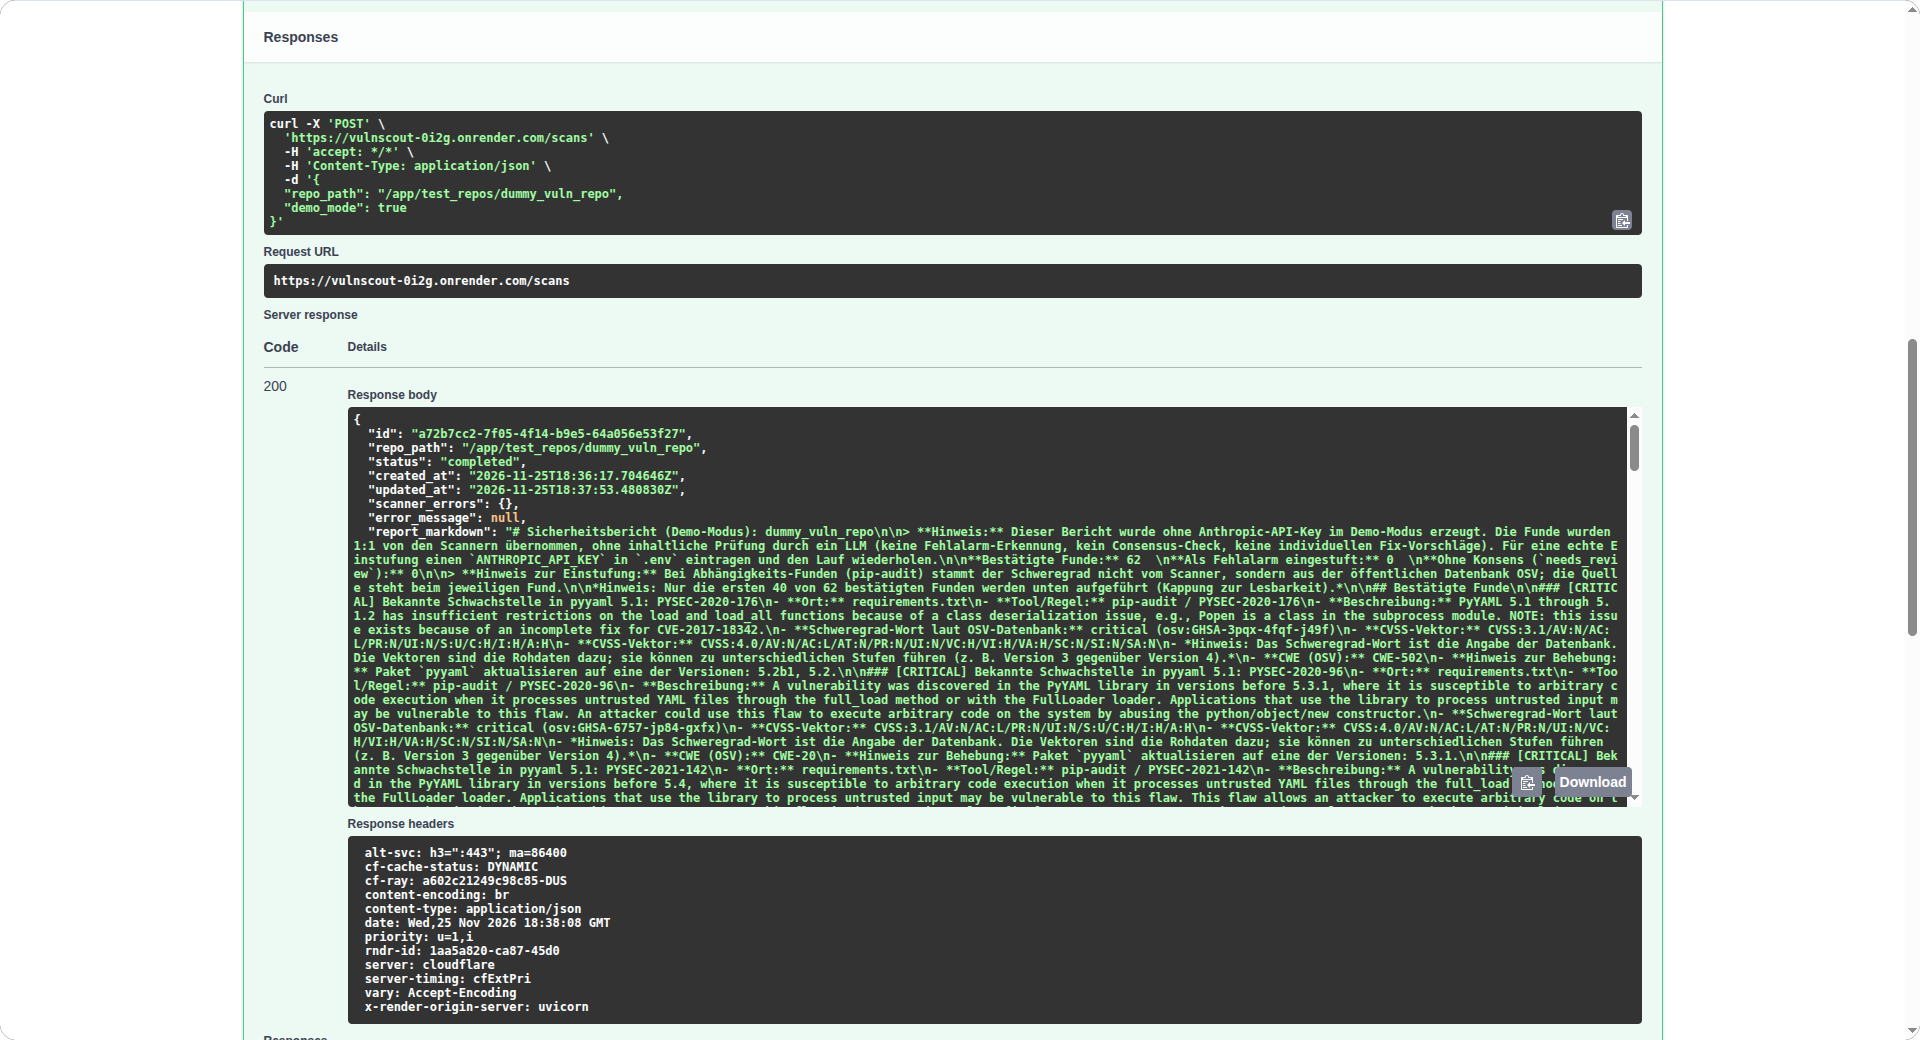 Responses
Curl
curl -X 'POST' \
'https://vulnscout-0i2g.onrender.com/scans' \
-H 'accept: */*' \
-H 'Content-Type: application/json' \
-d '{
"repo_path": "/app/test_repos/dummy_vuln_repo",
"demo_mode": true
}'
Request URL
https://vulnscout-0i2g.onrender.com/scans
Server response
Code Details
200
Response body
{
"id": "a72b7cc2-7f05-4f14-b9e5-64a056e53f27",
"repo_path": "/app/test_repos/dummy_vuln_repo",
"status": "completed",
"created_at": "2026-11-25T18:36:17.704646Z",
"updated_at": "2026-11-25T18:37:53.480830Z",
"scanner_errors": {},
"error_message": null,
"report_markdown": "# Sicherheitsbericht (Demo-Modus): dummy_vuln_repo\n\n> **Hinweis:** Dieser Bericht wurde ohne Anthropic-API-Key im Demo-Modus erzeugt. Die Funde wurden
1:1 von den Scannern übernommen, ohne inhaltliche Prüfung durch ein LLM (keine Fehlalarm-Erkennung, kein Consensus-Check, keine individuellen Fix-Vorschläge). Für eine echte E
instufung einen `ANTHROPIC_API_KEY` in `.env` eintragen und den Lauf wiederholen.\n\n**Bestätigte Funde:** 62  \n**Als Fehlalarm eingestuft:** 0  \n**Ohne Konsens (`needs_revi
ew`):** 0\n\n> **Hinweis zur Einstufung:** Bei Abhängigkeits-Funden (pip-audit) stammt der Schweregrad nicht vom Scanner, sondern aus der öffentlichen Datenbank OSV; die Quell
e steht beim jeweiligen Fund.\n\n*Hinweis: Nur die ersten 40 von 62 bestätigten Funden werden unten aufgeführt (Kappung zur Lesbarkeit).*\n\n## Bestätigte Funde\n\n### [CRITIC
AL] Bekannte Schwachstelle in pyyaml 5.1: PYSEC-2020-176\n- **Ort:** requirements.txt\n- **Tool/Regel:** pip-audit / PYSEC-2020-176\n- **Beschreibung:** PyYAML 5.1 through 5.
1.2 has insufficient restrictions on the load and load_all functions because of a class deserialization issue, e.g., Popen is a class in the subprocess module. NOTE: this issu
e exists because of an incomplete fix for CVE-2017-18342.\n- **Schweregrad-Wort laut OSV-Datenbank:** critical (osv:GHSA-3pqx-4fqf-j49f)\n- **CVSS-Vektor:** CVSS:3.1/AV:N/AC:
L/PR:N/UI:N/S:U/C:H/I:H/A:H\n- **CVSS-Vektor:** CVSS:4.0/AV:N/AC:L/AT:N/PR:N/UI:N/VC:H/VI:H/VA:H/SC:N/SI:N/SA:N\n- *Hinweis: Das Schweregrad-Wort ist die Angabe der Datenbank.
Die Vektoren sind die Rohdaten dazu; sie können zu unterschiedlichen Stufen führen (z. B. Version 3 gegenüber Version 4).*\n- **CWE (OSV):** CWE-502\n- **Hinweis zur Behebung:
** Paket `pyyaml` aktualisieren auf eine der Versionen: 5.2b1, 5.2.\n\n### [CRITICAL] Bekannte Schwachstelle in pyyaml 5.1: PYSEC-2020-96\n- **Ort:** requirements.txt\n- **Too
l/Regel:** pip-audit / PYSEC-2020-96\n- **Beschreibung:** A vulnerability was discovered in the PyYAML library in versions before 5.3.1, where it is susceptible to arbitrary c
ode execution when it processes untrusted YAML files through the full_load method or with the FullLoader loader. Applications that use the library to process untrusted input m
ay be vulnerable to this flaw. An attacker could use this flaw to execute arbitrary code on the system by abusing the python/object/new constructor.\n- **Schweregrad-Wort laut
OSV-Datenbank:** critical (osv:GHSA-6757-jp84-gxfx)\n- **CVSS-Vektor:** CVSS:3.1/AV:N/AC:L/PR:N/UI:N/S:U/C:H/I:H/A:H\n- **CVSS-Vektor:** CVSS:4.0/AV:N/AC:L/AT:N/PR:N/UI:N/VC:
H/VI:H/VA:H/SC:N/SI:N/SA:N\n- *Hinweis: Das Schweregrad-Wort ist die Angabe der Datenbank. Die Vektoren sind die Rohdaten dazu; sie können zu unterschiedlichen Stufen führen
(z. B. Version 3 gegenüber Version 4).*\n- **CWE (OSV):** CWE-20\n- **Hinweis zur Behebung:** Paket `pyyaml` aktualisieren auf eine der Versionen: 5.3.1.\n\n### [CRITICAL] Bek
annte Schwachstelle in pyyaml 5.1: PYSEC-2021-142\n- **Ort:** requirements.txt\n- **Tool/Regel:** pip-audit / PYSEC-2021-142\n- **Beschreibung:** A vulnerability
d in the PyYAML library in versions before 5.4, where it is susceptible to arbitrary code execution when it processes untrusted YAML files through the full_load
Download
the FullLoader loader. Applications that use the library to process untrusted input may be vulnerable to this flaw. This flaw allows an attacker to execute arbitrary code on t
Response headers
alt-svc: h3=":443"; ma=86400
cf-cache-status: DYNAMIC
cf-ray: a602c21249c98c85-DUS
content-encoding: br
content-type: application/json
date: Wed,25 Nov 2026 18:38:08 GMT
priority: u=1,i
rndr-id: 1aa5a820-ca87-45d0
server: cloudflare
server-timing: cfExtPri
vary: Accept-Encoding
x-render-origin-server: uvicorn
Responses